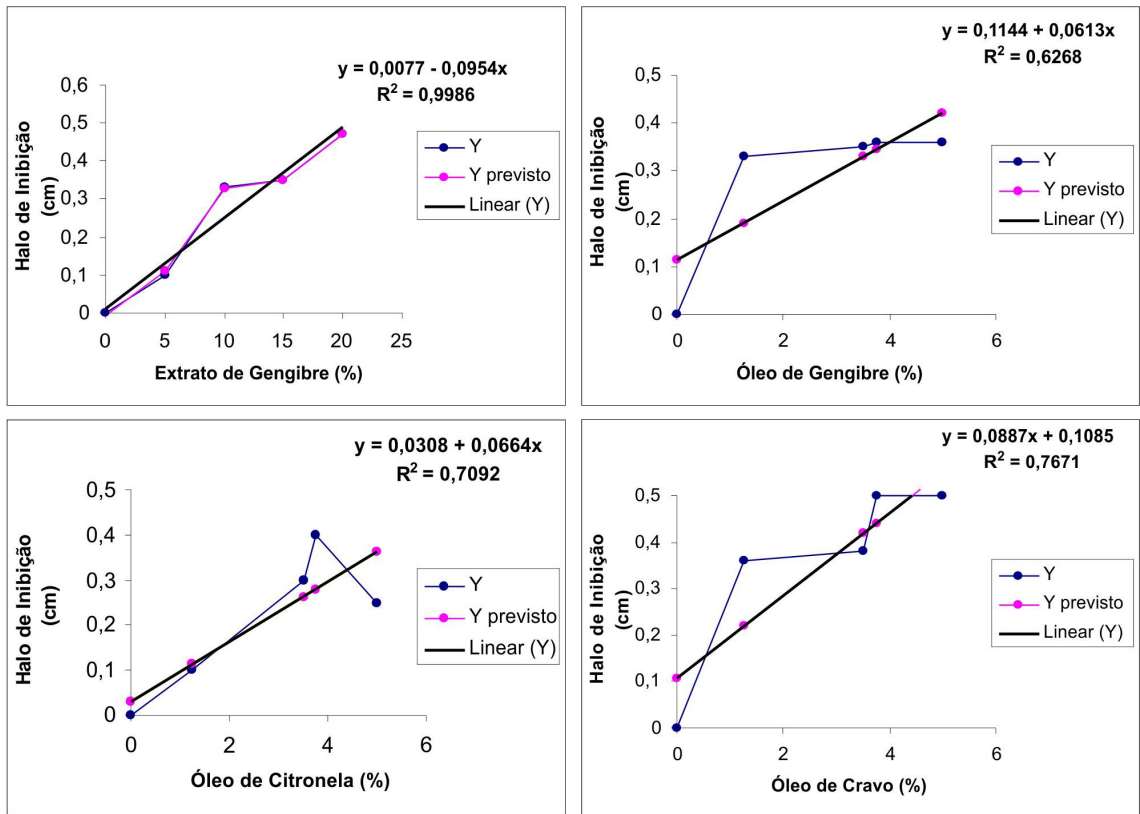 y = 0,0077 - 0,0954x
R² = 0,9986
0,6
0,5
0,4
0,3
0,2
0,1
0
0 5 10 15 20 25
Halo de Inibição
(cm)
Extrato de Gengibre (%)
Y
Y previsto
Linear (Y)
y = 0,1144 + 0,0613x
R² = 0,6268
0,5
0,4
0,3
0,2
0,1
0
0 2 4 6
Halo de Inibição
(cm)
Óleo de Gengibre (%)
Y
Y previsto
Linear (Y)
y = 0,0308 + 0,0664x
R² = 0,7092
0,5
0,4
0,3
0,2
0,1
0
0 2 4 6
Halo de Inibição
(cm)
Óleo de Citronela (%)
Y
Y previsto
Linear (Y)
y = 0,0887x + 0,1085
R² = 0,7671
0,5
0,4
0,3
0,2
0,1
0
0 2 4 6
Halo de Inibição
(cm)
Óleo de Cravo (%)
Y
Y previsto
Linear (Y)